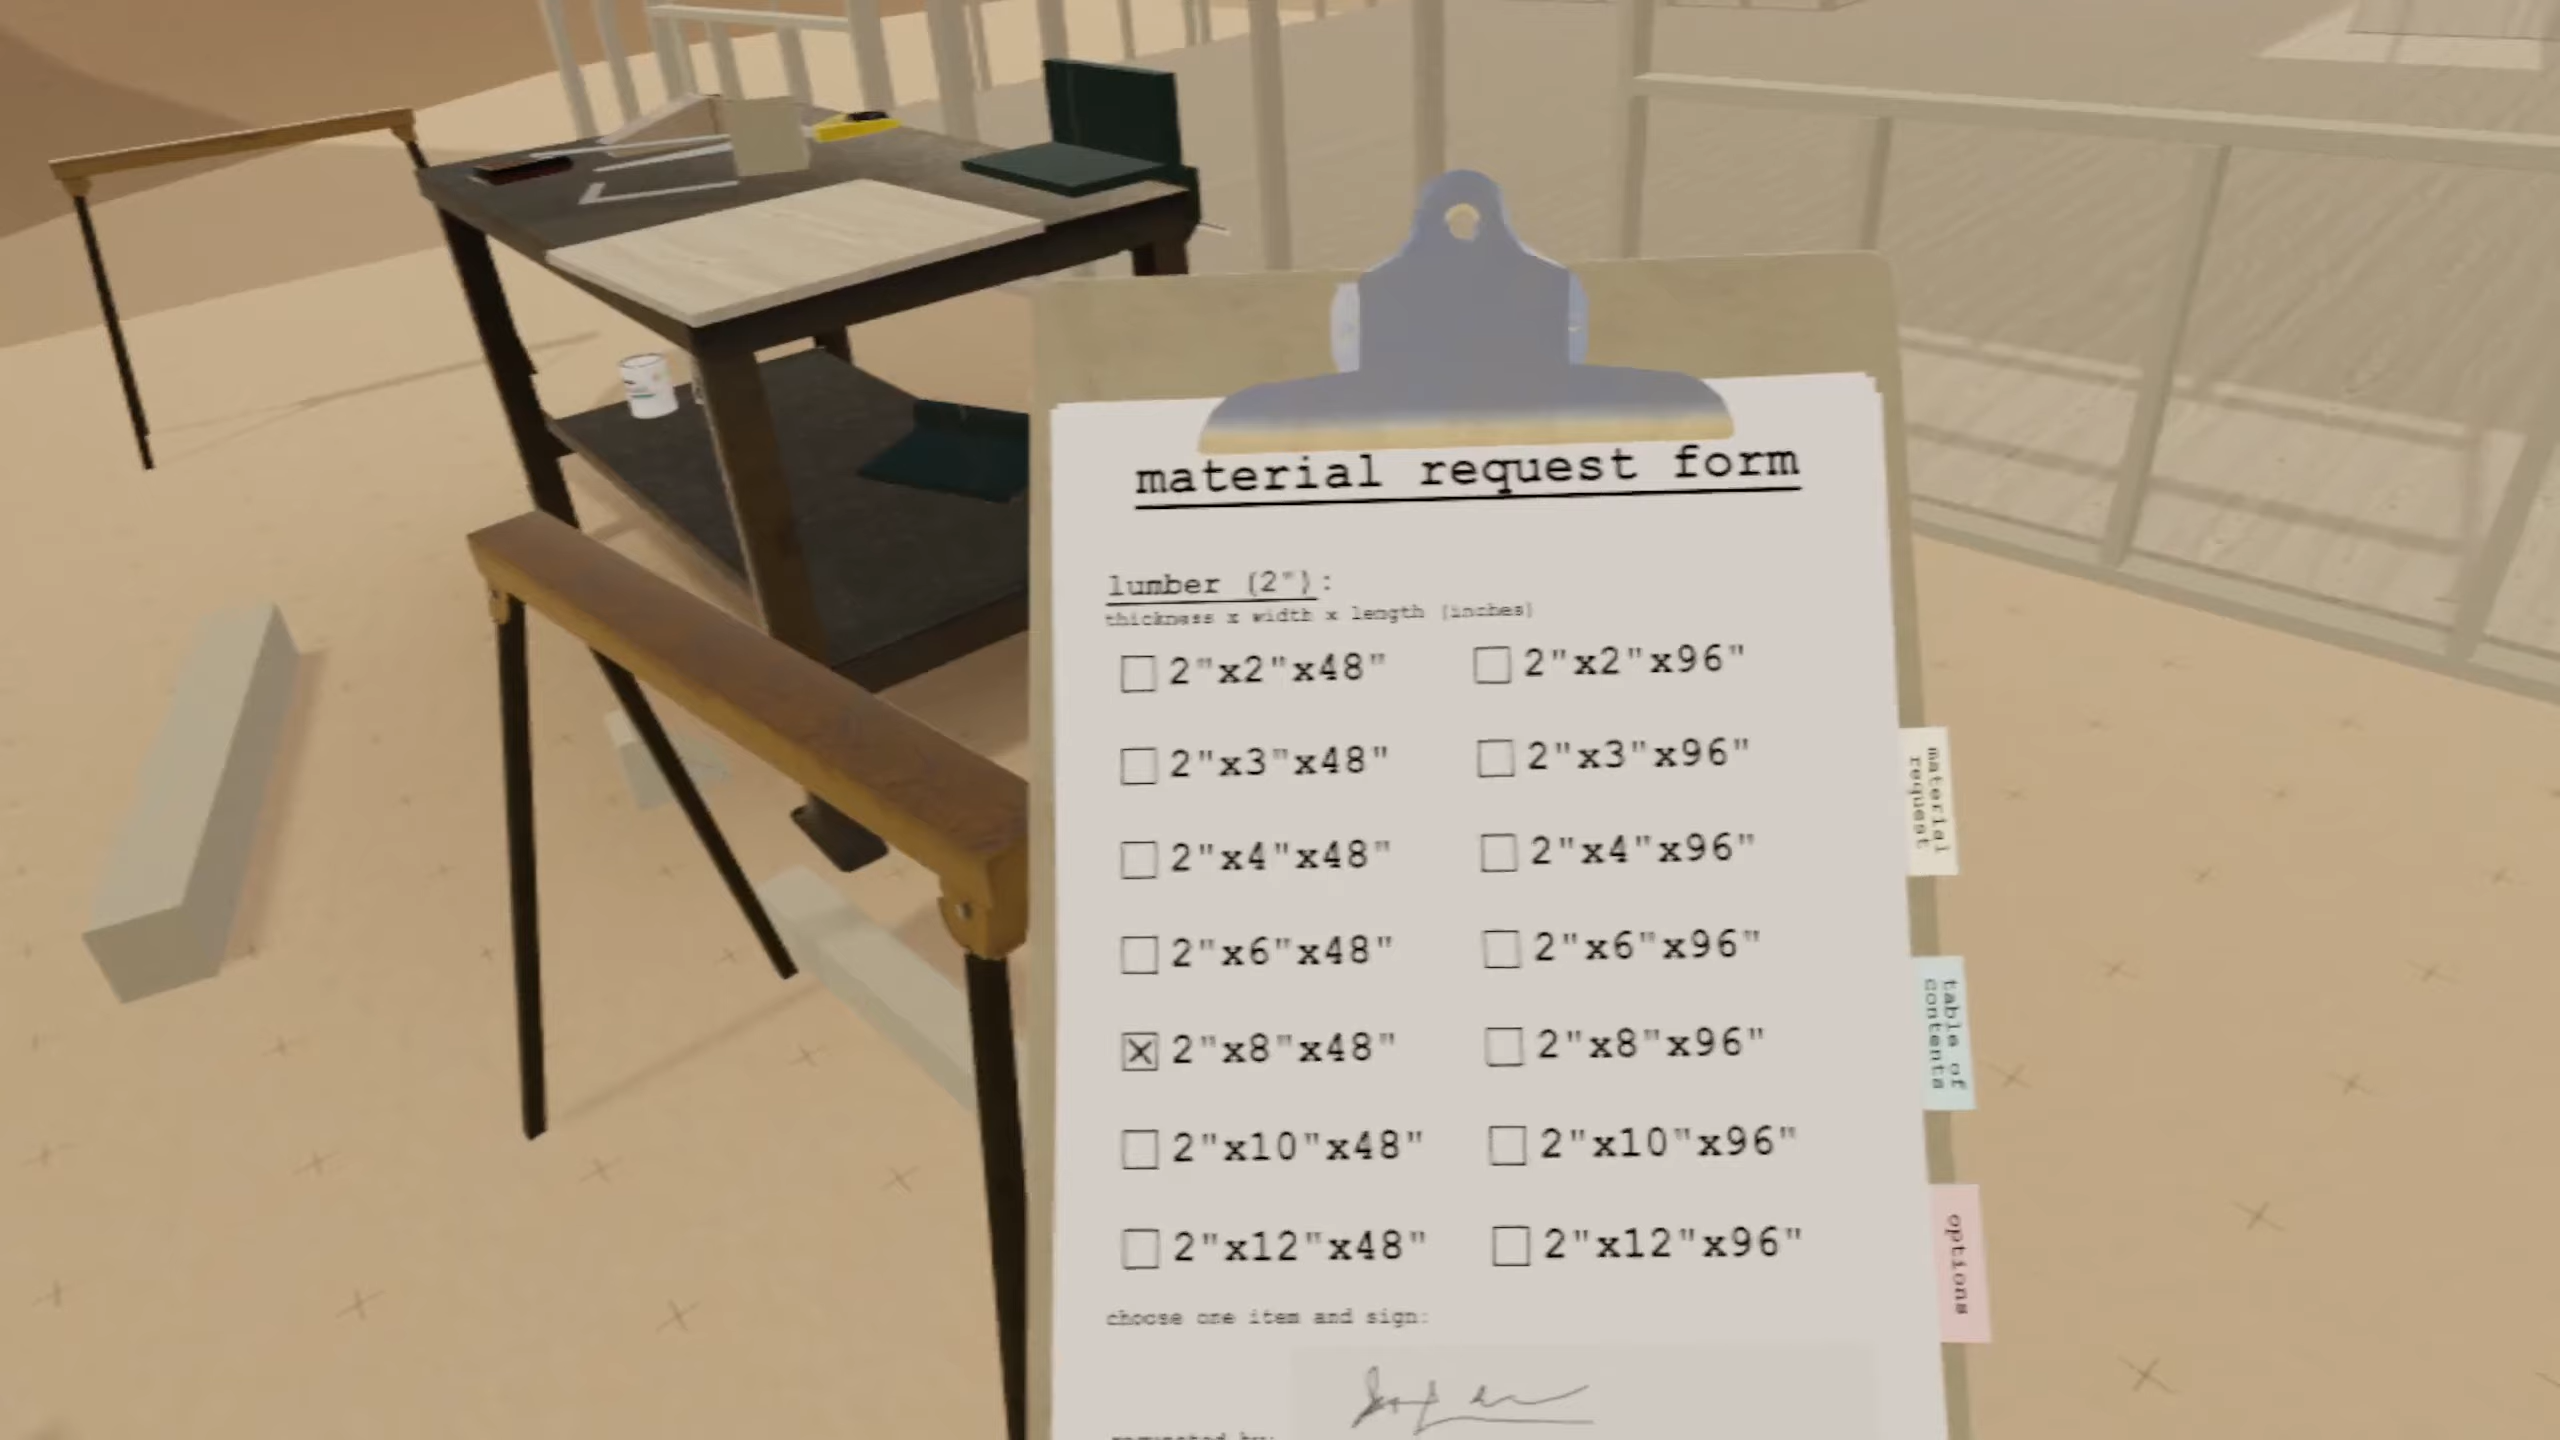 material request form
lumber (2"):
thickness x width x length (inches)
2"x2"x48" 2"x2"x96"
2"x3"x48" 2"x3"x96"
2"x4"x48" 2"x4"x96"
2"x6"x48" 2"x6"x96"
2"x8"x48" 2"x8"x96"
2"x10"x48" 2"x10"x96"
2"x12"x48" 2"x12"x96"
choose one item and sign:
requested by:
material
request
table of
contents
options